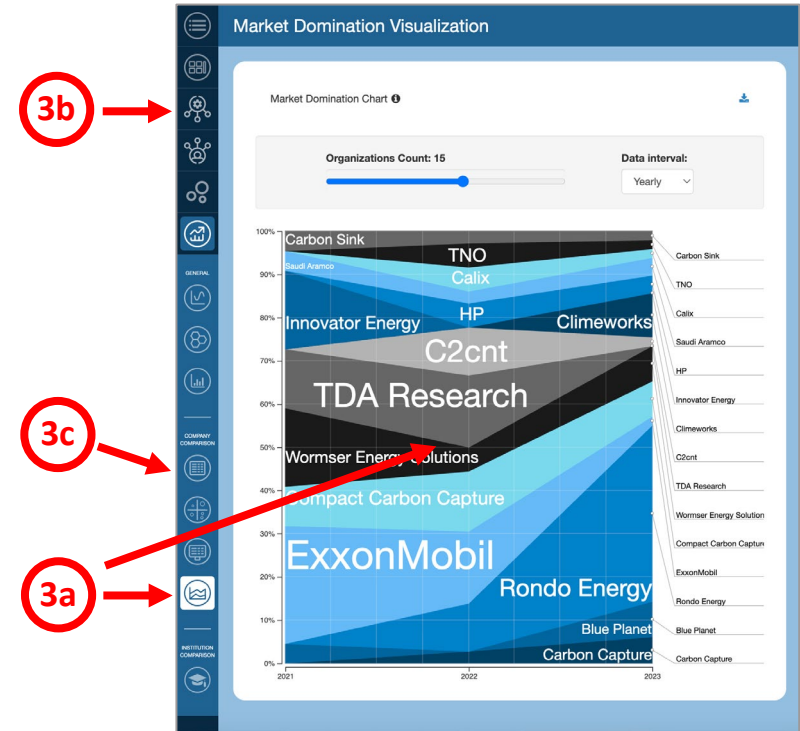 Market Domination Visualization
3b
Market Domination Chart
Organizations Count: 15
Data interval:
Yearly
GENERAL
COMPANY
COMPARISON
3c
3a
INSTITUTION
COMPARISON
100%
90%
80%
70%
60%
50%
40%
30%
20%
10%
0%
Carbon Sink
TNO
Saudi Aramco
Calix
Innovator Energy
HP
Climeworks
C2cnt
TDA Research
Wormser Energy Solutions
Compact Carbon Capture
ExxonMobil
Rondo Energy
Blue Planet
Carbon Capture
2021
2022
2023
Carbon Sink
TNO
Calix
Saudi Aramco
HP
Innovator Energy
Climeworks
C2cnt
TDA Research
Wormser Energy Solution
Compact Carbon Capture
ExxonMobil
Rondo Energy
Blue Planet
Carbon Capture